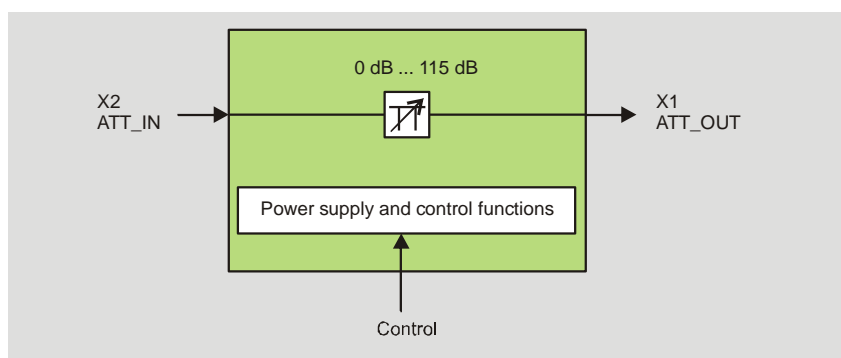 0 dB ... 115 dB
X2
ATT_IN
X1
ATT_OUT
Power supply and control functions
Control